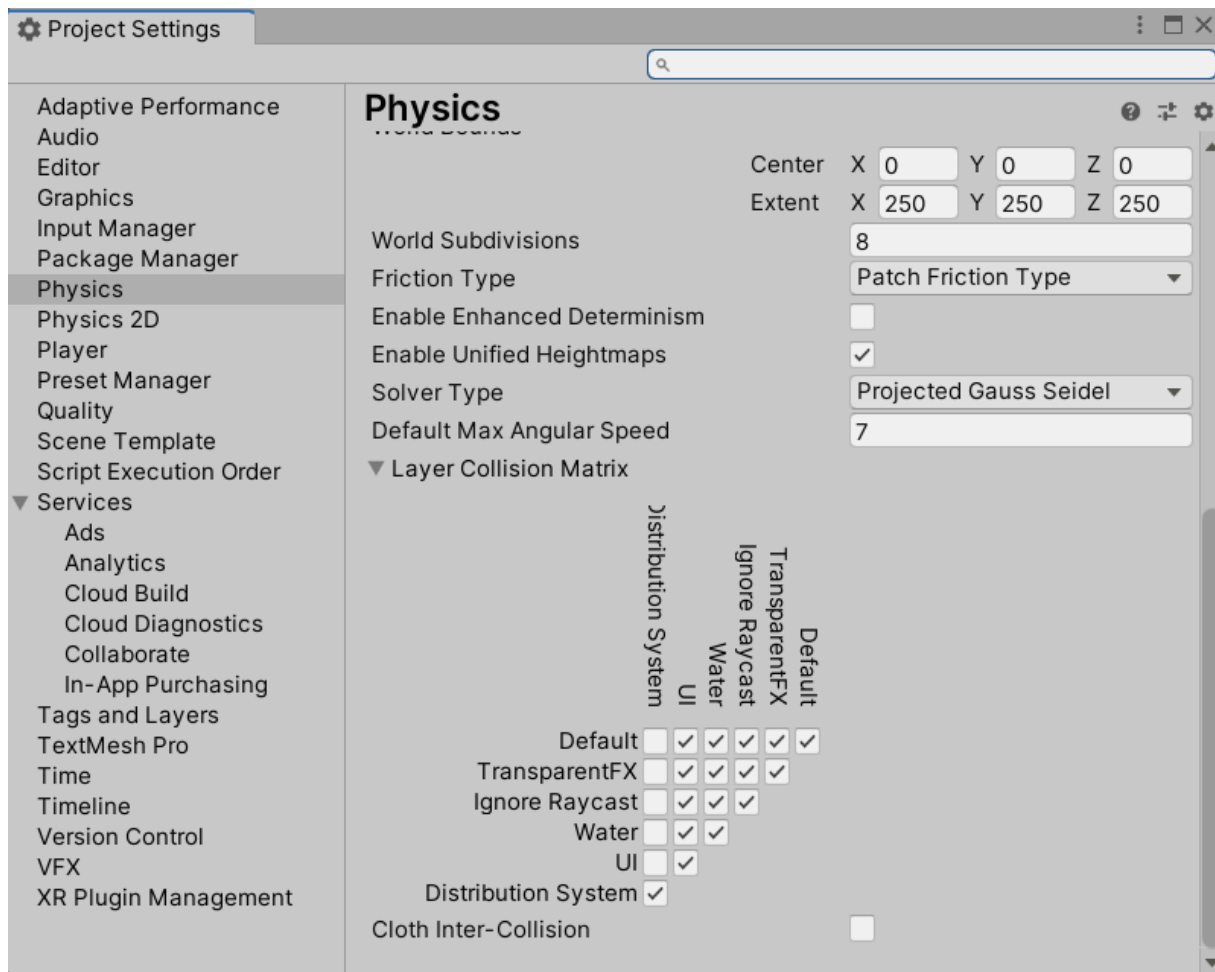 Project Settings
Adaptive Performance
Audio
Editor
Graphics
Input Manager
Package Manager
Physics
Physics 2D
Player
Preset Manager
Quality
Scene Template
Script Execution Order
Services
Ads
Analytics
Cloud Build
Cloud Diagnostics
Collaborate
In-App Purchasing
Tags and Layers
TextMesh Pro
Time
Timeline
Version Control
VFX
XR Plugin Management
Physics
Center X 0 Y 0 Z 0
Extent X 250 Y 250 Z 250
World Subdivisions 8
Friction Type Patch Friction Type
Enable Enhanced Determinism
Enable Unified Heightmaps
Solver Type Projected Gauss Seidel
Default Max Angular Speed 7
Layer Collision Matrix
Distribution System
UI
Water
Ignore Raycast
TransparentFX
Default
Default
TransparentFX
Ignore Raycast
Water
UI
Distribution System
Cloth Inter-Collision